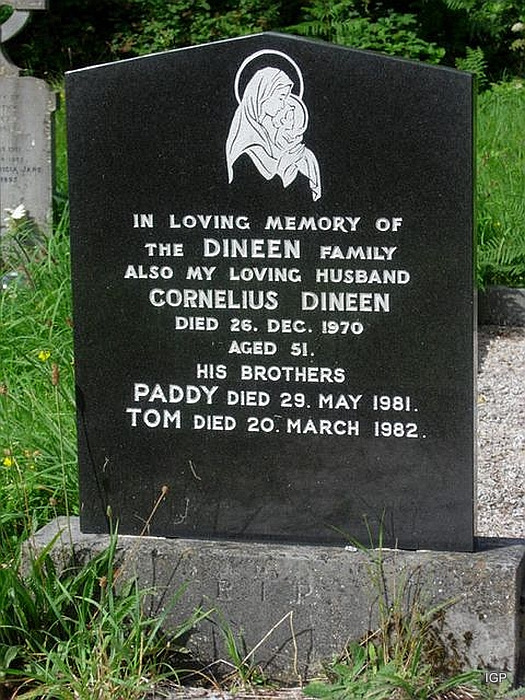 IN LOVING MEMORY OF
THE DINEEN FAMILY
ALSO MY LOVING HUSBAND
CORNELIUS DINEEN
DIED 26. DEC. 1970
AGED 51.
HIS BROTHERS
PADDY DIED 29. MAY 1981.
TOM DIED 20. MARCH 1982.
R.I.P.
IGP